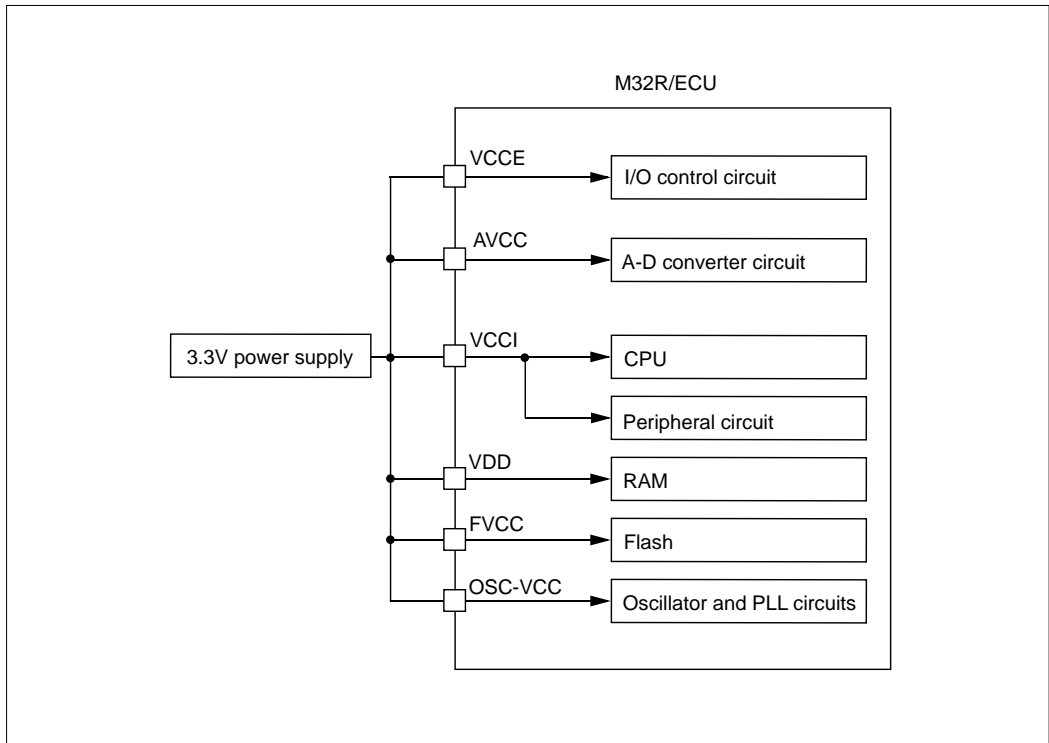 M32R/ECU
VCCE
I/O control circuit
AVCC
A-D converter circuit
3.3V power supply
VCCI
CPU
Peripheral circuit
VDD
RAM
FVCC
Flash
OSC-VCC
Oscillator and PLL circuits